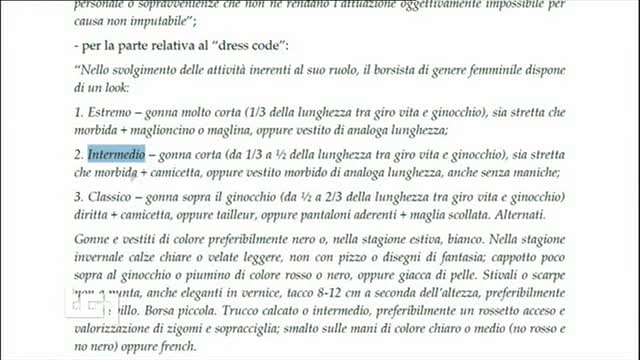 personale o sopravvenienze che non ne rendano l'attuazione oggettivamente impossibile per
causa non imputabile";
- per la parte relativa al "dress code":
"Nello svolgimento delle attività inerenti al suo ruolo, il borsista di genere femminile dispone
di un look:
1. Estremo – gonna molto corta (1/3 della lunghezza tra giro vita e ginocchio), sia stretta
che morbida + maglioncino o maglina, oppure vestito di analoga lunghezza;
2. Intermedio – gonna corta (da 1/3 a ½ della lunghezza tra giro vita e ginocchio), sia stretta
che morbida + camicetta, oppure vestito morbido di analoga lunghezza, anche senza maniche;
3. Classico – gonna sopra il ginocchio (da ½ a 2/3 della lunghezza tra giro vita e ginocchio)
diritta + camicetta, oppure tailleur, oppure pantaloni aderenti + maglia scollata. Alternati.
Gonne e vestiti di colore preferibilmente nero o, nella stagione estiva, bianco. Nella stagione
invernale calze chiare o velate leggere, non con pizzo o disegni di fantasia; cappotto poco
sopra al ginocchio o piumino di colore rosso o nero, oppure giacca di pelle. Stivali o scarpe
non a punta, anche eleganti in vernice, tacco 8-12 cm a seconda dell'altezza, preferibilmente
illo. Borsa piccola. Trucco calcato o intermedio, preferibilmente un rossetto acceso e
valorizzazione di zigomi e sopracciglia; smalto sulle mani di colore chiaro o medio (no rosso e
no nero) oppure french.